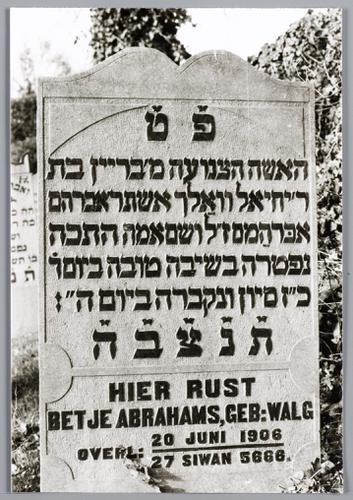 פ״ט
האשה הצנועה מ׳בריין בת
ר׳ יחיאל וואלך אשת ר׳ אברהם
אברהמס ז״ל ושם אמה התכה
נפטרה בשיבה טובה ביום ו׳
כ״ז סיון ונקברה ביום ה״:
ת̇ נ̇ צ̇ ב̇ ה̇
HIER RUST
BETJE ABRAHAMS, GEB: WALG
OVERL: 20 JUNI 1906
27 SIWAN 5666.